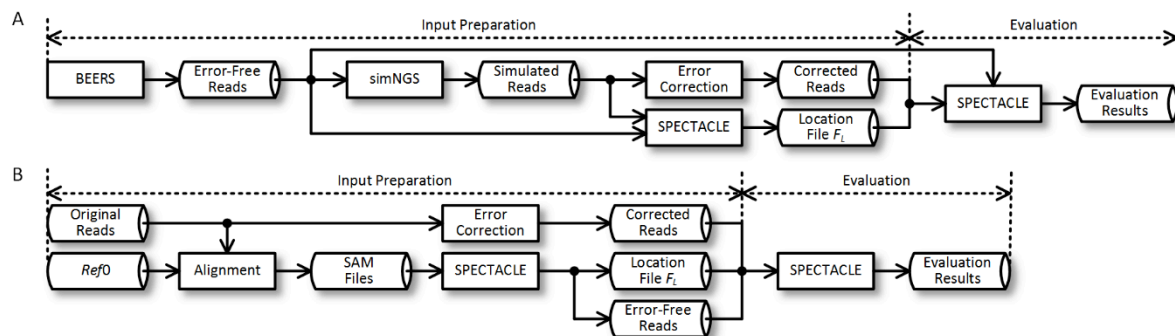 A
Input Preparation
Evaluation
BEERS
Error-Free
Reads
simNGS
Simulated
Reads
Error
Correction
Corrected
Reads
SPECTACLE
Location
File FL
SPECTACLE
Evaluation
Results
B
Input Preparation
Evaluation
Original
Reads
Error
Correction
Corrected
Reads
Ref0
Alignment
SAM
Files
SPECTACLE
Location
File FL
SPECTACLE
Evaluation
Results
Error-Free
Reads